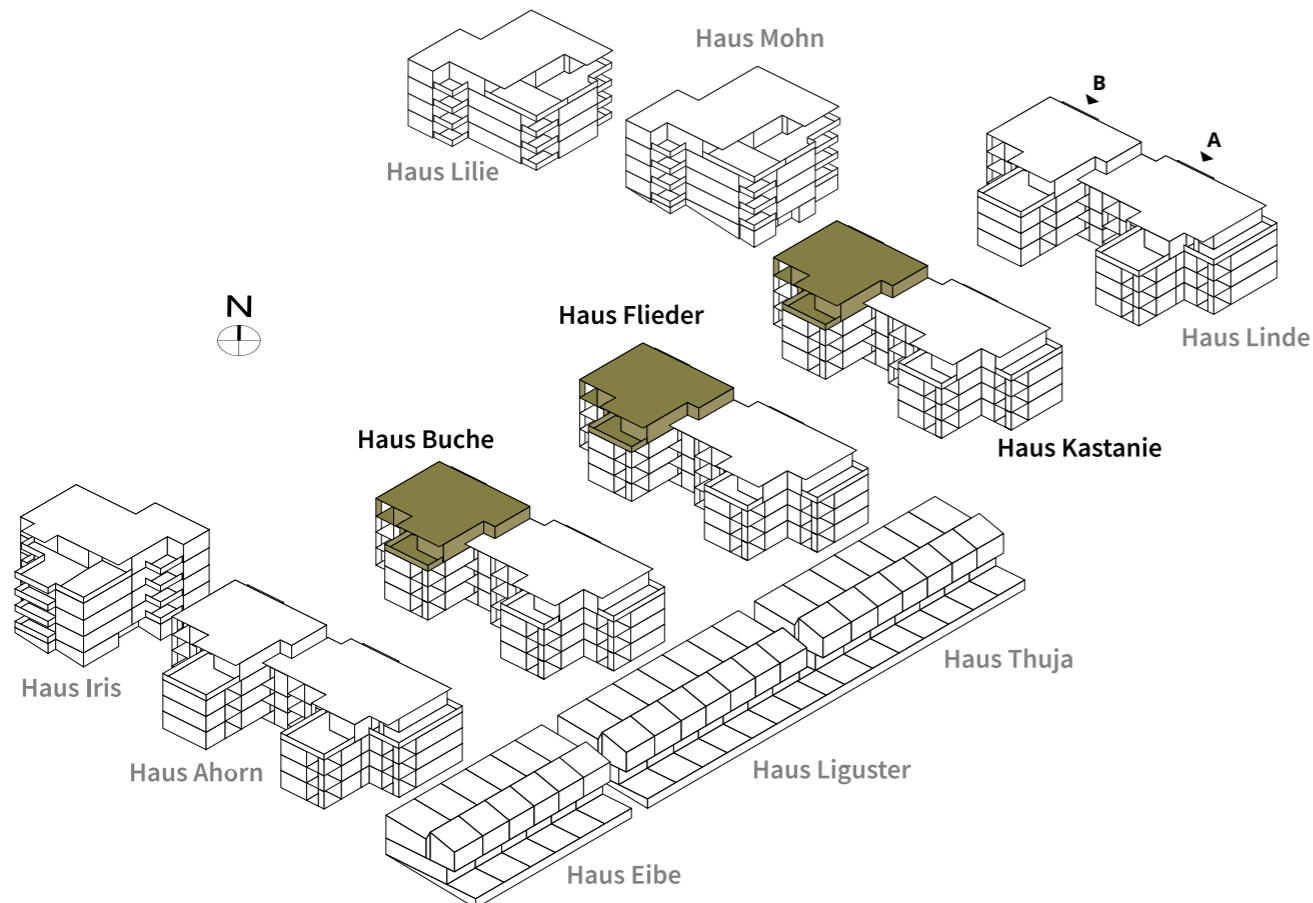 Haus Mohn
B
A
Haus Lilie
N
Haus Flieder
Haus Linde
Haus Buche
Haus Kastanie
Haus Iris
Haus Thuja
Haus Ahorn
Haus Liguster
Haus Eibe